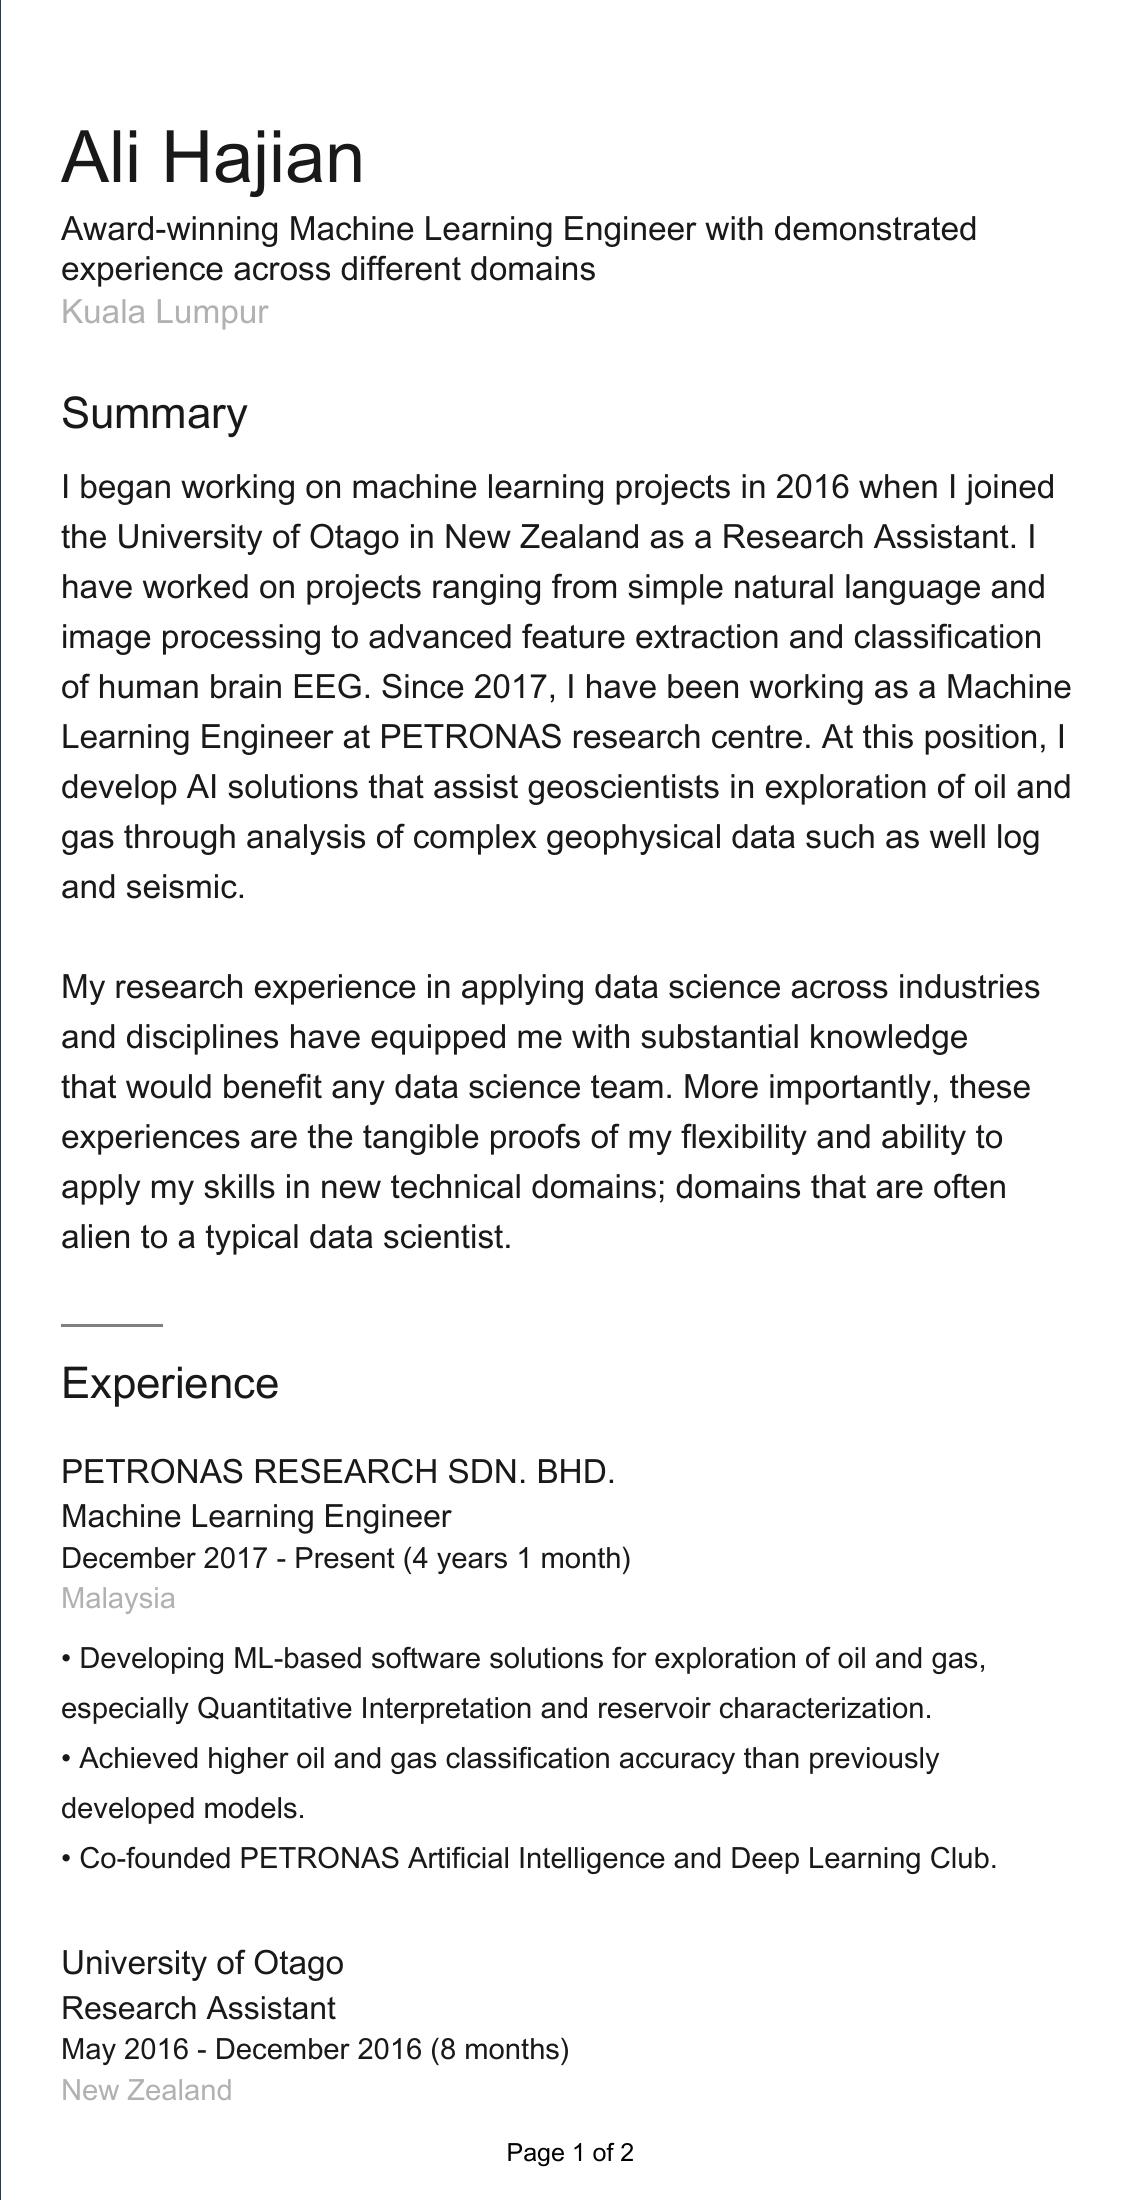 Ali Hajian
Award-winning Machine Learning Engineer with demonstrated
experience across different domains
Kuala Lumpur
Summary
I began working on machine learning projects in 2016 when I joined
the University of Otago in New Zealand as a Research Assistant. I
have worked on projects ranging from simple natural language and
image processing to advanced feature extraction and classification
of human brain EEG. Since 2017, I have been working as a Machine
Learning Engineer at PETRONAS research centre. At this position, I
develop AI solutions that assist geoscientists in exploration of oil and
gas through analysis of complex geophysical data such as well log
and seismic.
My research experience in applying data science across industries
and disciplines have equipped me with substantial knowledge
that would benefit any data science team. More importantly, these
experiences are the tangible proofs of my flexibility and ability to
apply my skills in new technical domains; domains that are often
alien to a typical data scientist.
Experience
PETRONAS RESEARCH SDN. BHD.
Machine Learning Engineer
December 2017 - Present (4 years 1 month)
Malaysia
• Developing ML-based software solutions for exploration of oil and gas,
especially Quantitative Interpretation and reservoir characterization.
• Achieved higher oil and gas classification accuracy than previously
developed models.
• Co-founded PETRONAS Artificial Intelligence and Deep Learning Club.
University of Otago
Research Assistant
May 2016 - December 2016 (8 months)
New Zealand
Page 1 of 2